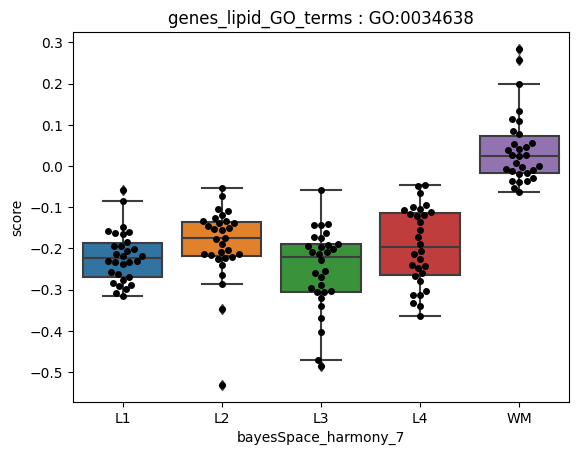 genes_lipid_GO_terms : GO:0034638
0.3
0.2
0.1
0.0
−0.1
−0.2
−0.3
−0.4
−0.5
score
L1 L2 L3 L4 WM
bayesSpace_harmony_7